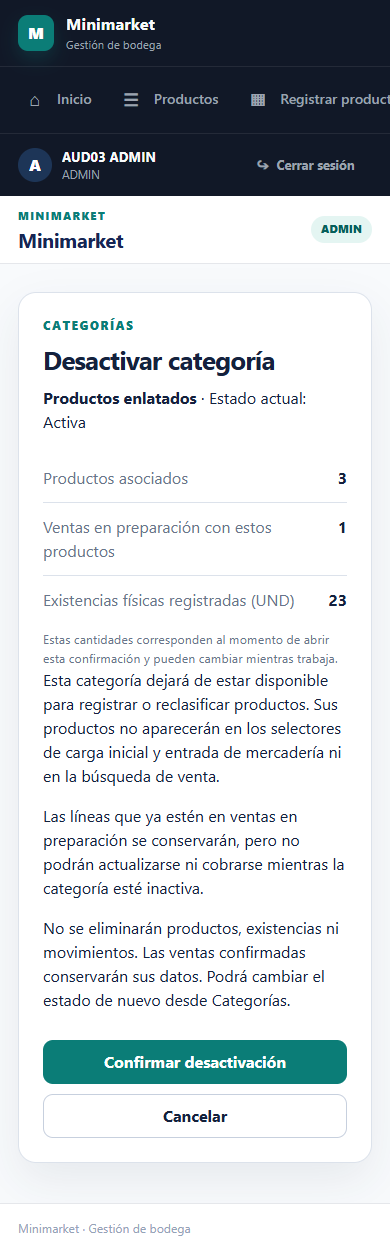 M
Minimarket
Gestión de bodega
Inicio
Productos
Registrar product
A
AUD03 ADMIN
ADMIN
Cerrar sesión
MINIMARKET
Minimarket
ADMIN
CATEGORÍAS
Desactivar categoría
Productos enlatados · Estado actual:
Activa
Productos asociados 3
Ventas en preparación con estos 1
productos
Existencias físicas registradas (UND) 23
Estas cantidades corresponden al momento de abrir
esta confirmación y pueden cambiar mientras trabaja.
Esta categoría dejará de estar disponible
para registrar o reclasificar productos. Sus
productos no aparecerán en los selectores
de carga inicial y entrada de mercadería ni
en la búsqueda de venta.
Las líneas que ya estén en ventas en
preparación se conservarán, pero no
podrán actualizarse ni cobrarse mientras la
categoría esté inactiva.
No se eliminarán productos, existencias ni
movimientos. Las ventas confirmadas
conservarán sus datos. Podrá cambiar el
estado de nuevo desde Categorías.
Confirmar desactivación
Cancelar
Minimarket · Gestión de bodega